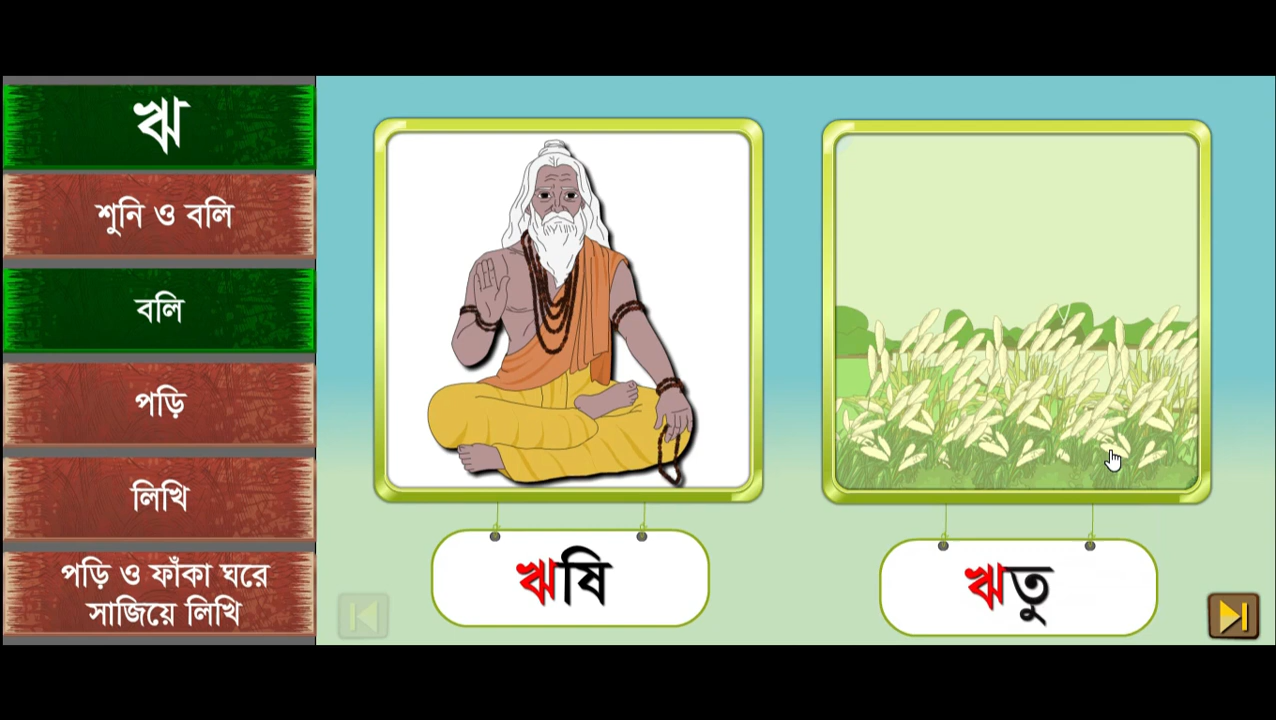 ঋ
শুনি ও বলি
বলি
পড়ি
লিখি
পড়ি ও ফাঁকা ঘরে
সাজিয়ে লিখি
ঋষি
ঋতু